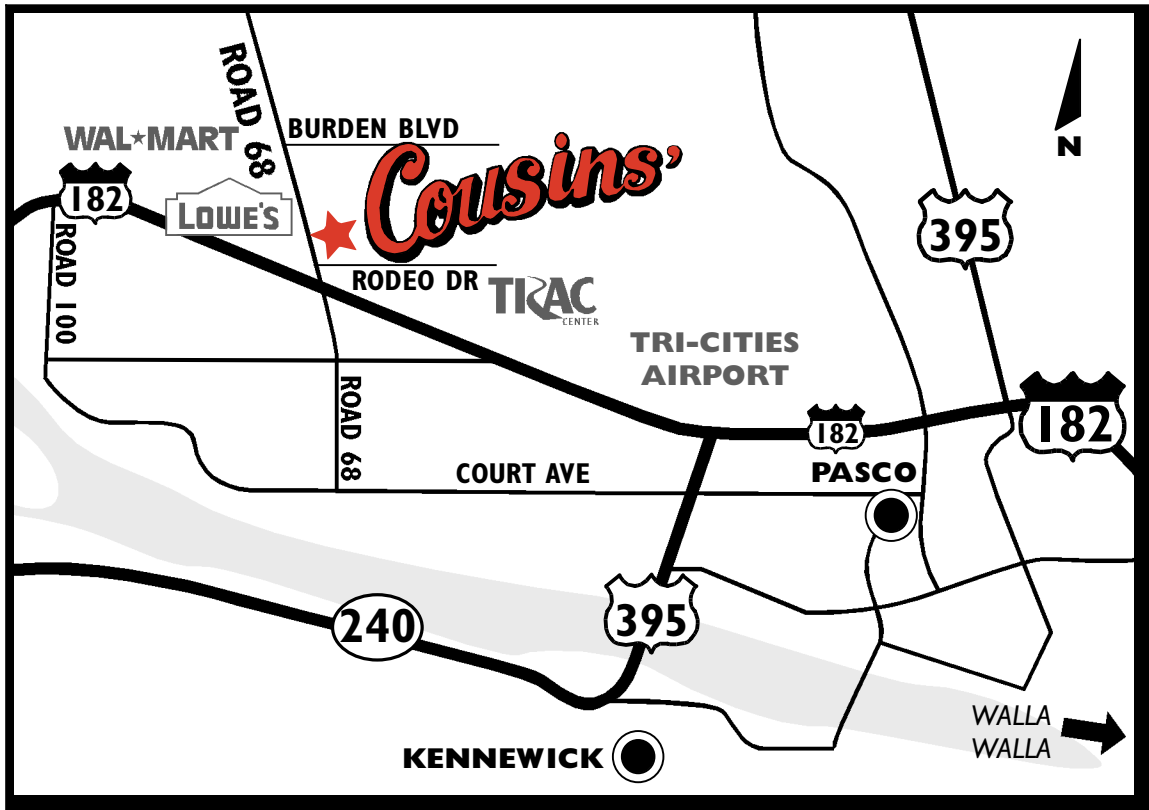 ROAD 68
WAL★MART
BURDEN BLVD
Cousins’
N
182
LOWE'S
395
ROAD 100
RODEO DR
TRAC
CENTER
TRI-CITIES
AIRPORT
ROAD 68
182
182
COURT AVE
PASCO
240
395
WALLA
WALLA
KENNEWICK